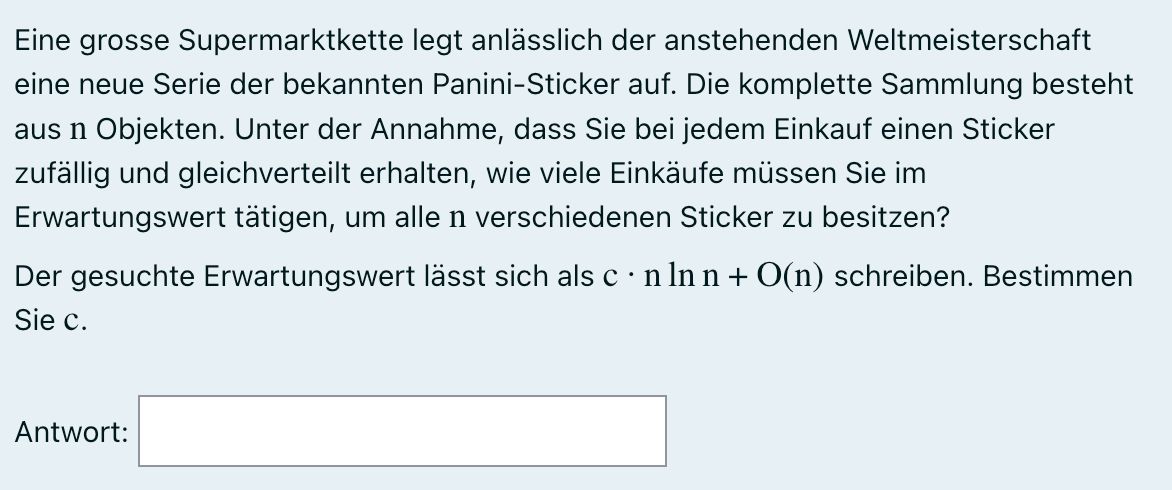 Eine grosse Supermarktkette legt anlässlich der anstehenden Weltmeisterschaft
eine neue Serie der bekannten Panini-Sticker auf. Die komplette Sammlung besteht
aus n Objekten. Unter der Annahme, dass Sie bei jedem Einkauf einen Sticker
zufällig und gleichverteilt erhalten, wie viele Einkäufe müssen Sie im
Erwartungswert tätigen, um alle n verschiedenen Sticker zu besitzen?
Der gesuchte Erwartungswert lässt sich als c · n ln n + O(n) schreiben. Bestimmen
Sie c.
Antwort: